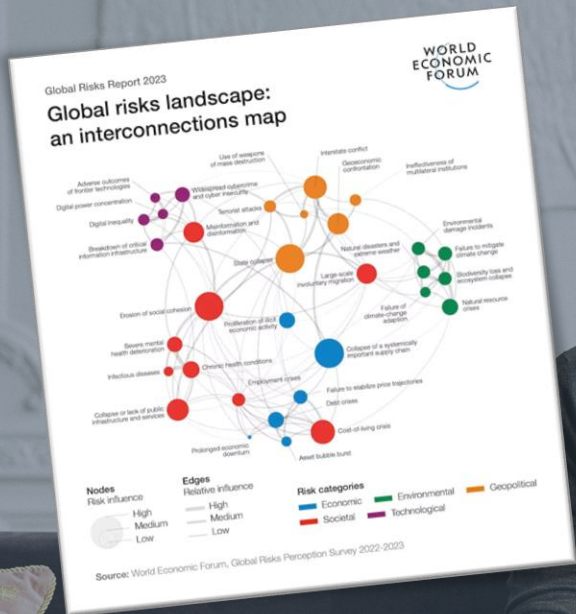 WORLD
ECONOMIC
FORUM
Global Risks Report 2023
Global risks landscape:
an interconnections map
Use of weapons
of mass destruction
Interstate conflict
Geoeconomic
confrontation
Ineffectiveness of
multilateral institutions
Adverse outcomes
of frontier technologies
Digital power concentration
Widespread cybercrime
and cyber insecurity
Terrorist attacks
Digital inequality
Misinformation and
disinformation
Breakdown of critical
information infrastructure
State collapse
Natural disasters and
extreme weather
Environmental
damage incidents
Failure to mitigate
climate change
Large-scale
involuntary migration
Biodiversity loss and
ecosystem collapse
Erosion of social cohesion
Proliferation of illicit
economic activity
Failure of
climate-change
adaption
Natural resource
crises
Severe mental
health deterioration
Collapse of a systemically
important supply chain
Infectious diseases
Chronic health conditions
Employment crises
Failure to stabilize price trajectories
Debt crises
Collapse or lack of public
infrastructure and services
Cost-of-living crisis
Prolonged economic
downturn
Asset bubble burst
Nodes
Risk influence
High
Medium
Low
Edges
Relative influence
High
Medium
Low
Risk categories
Economic
Environmental
Geopolitical
Societal
Technological
Source: World Economic Forum, Global Risks Perception Survey 2022-2023